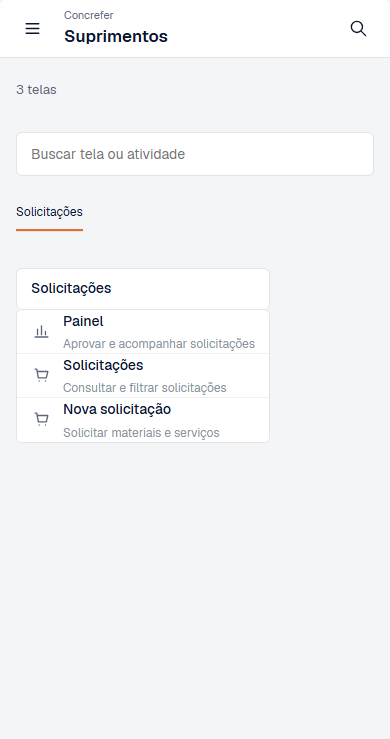 Concrefer
Suprimentos
3 telas
Buscar tela ou atividade
Solicitações
Solicitações
Painel
Aprovar e acompanhar solicitações
Solicitações
Consultar e filtrar solicitações
Nova solicitação
Solicitar materiais e serviços